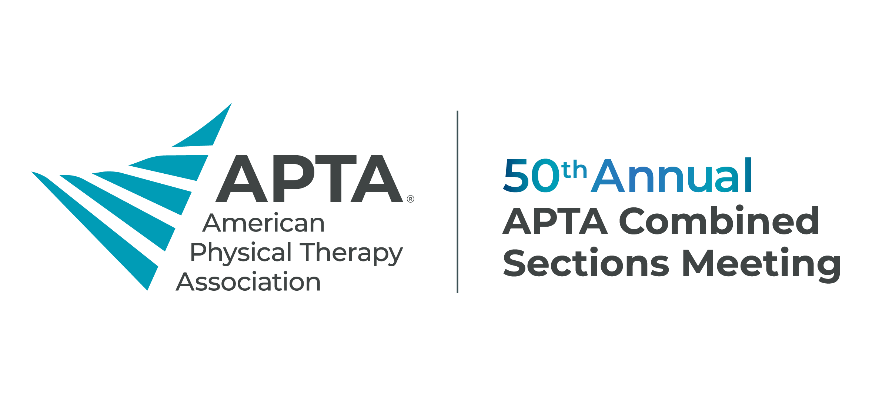 APTA®
American
Physical Therapy
Association
50th Annual
APTA Combined
Sections Meeting